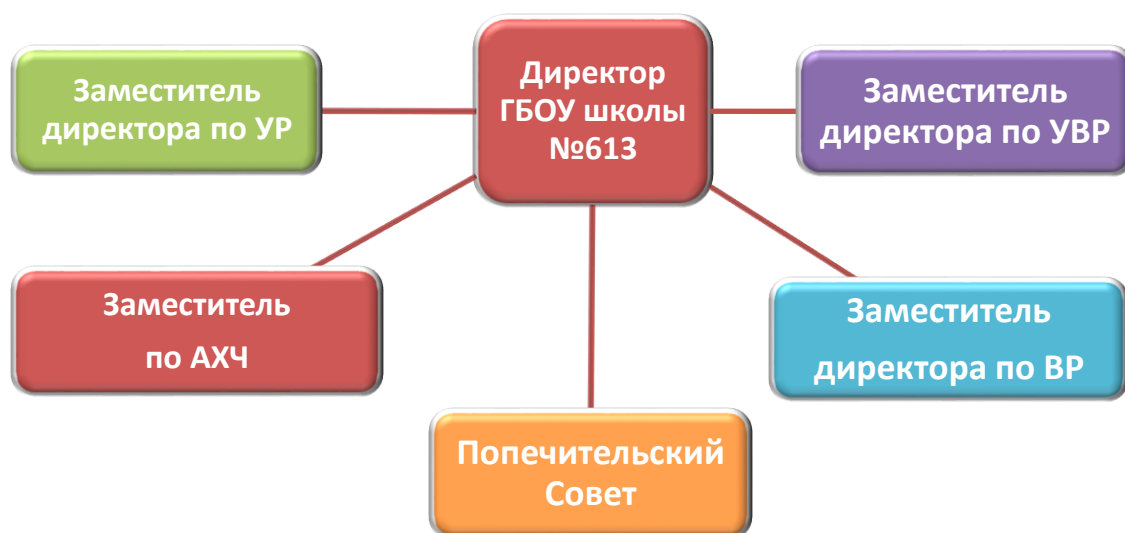 Заместитель
директора по УР
Директор
ГБОУ школы
№613
Заместитель
директора по УВР
Заместитель
по АХЧ
Заместитель
директора по ВР
Попечительский
Совет